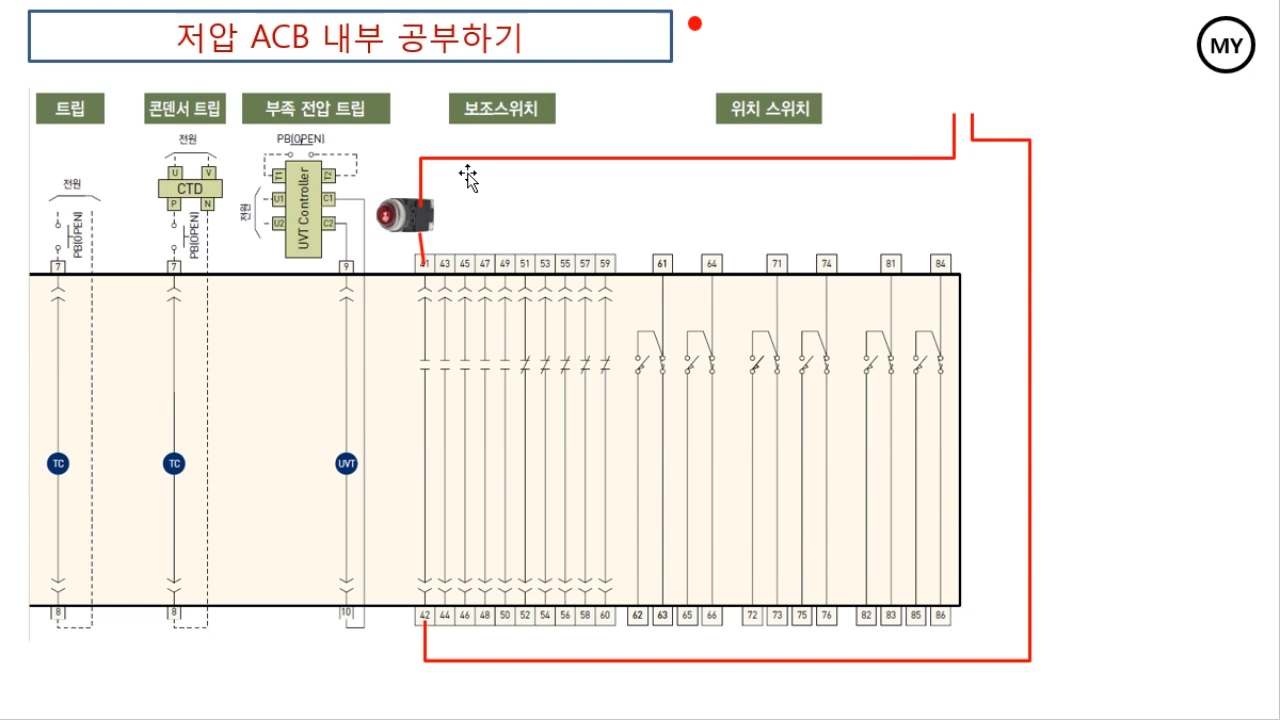 저압 ACB 내부 공부하기
MY
트립 콘덴서 트립 부족 전압 트립 보조스위치 위치 스위치
전원 PB(OPEN)
U V
T1 T2
전원 CTD UVT Controller
U1 C1
P N
전원
U2 C2
PB(OPEN) PB(OPEN)
7 7 9 41 43 45 47 49 51 53 55 57 59 61 64 71 74 81 84
TC TC UVT
8 8 10 42 44 46 48 50 52 54 56 58 60 62 63 65 66 72 73 75 76 82 83 85 86